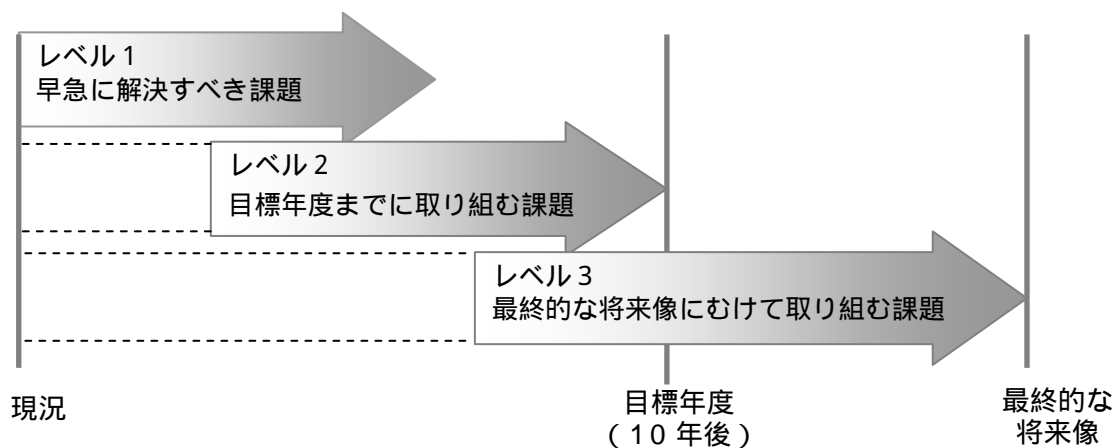 レベル1
早急に解決すべき課題
レベル2
目標年度までに取り組む課題
レベル3
最終的な将来像にむけて取り組む課題
現況
目標年度
(10年後)
最終的な
将来像